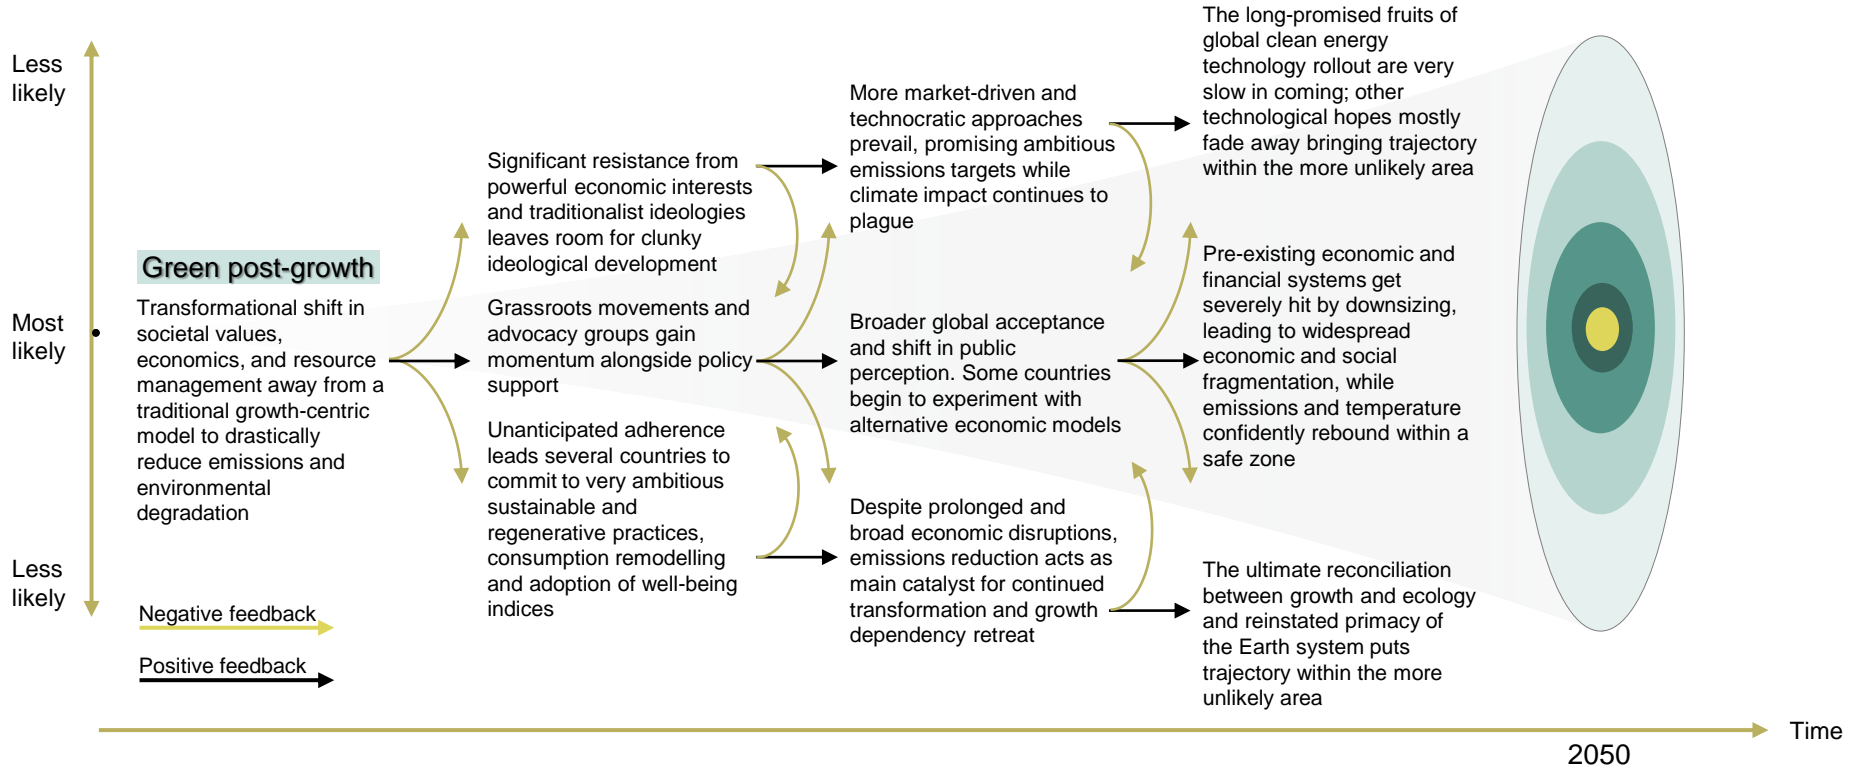 Less
likely
Most
likely
Less
likely
Green post-growth
Transformational shift in
societal values,
economics, and resource
management away from a
traditional growth-centric
model to drastically
reduce emissions and
environmental
degradation
Negative feedback
Positive feedback
Significant resistance from
powerful economic interests
and traditionalist ideologies
leaves room for clunky
ideological development
Grassroots movements and
advocacy groups gain
momentum alongside policy
support
Unanticipated adherence
leads several countries to
commit to very ambitious
sustainable and
regenerative practices,
consumption remodelling
and adoption of well-being
indices
More market-driven and
technocratic approaches
prevail, promising ambitious
emissions targets while
climate impact continues to
plague
Broader global acceptance
and shift in public
perception. Some countries
begin to experiment with
alternative economic models
Despite prolonged and
broad economic disruptions,
emissions reduction acts as
main catalyst for continued
transformation and growth
dependency retreat
The long-promised fruits of
global clean energy
technology rollout are very
slow in coming; other
technological hopes mostly
fade away bringing trajectory
within the more unlikely area
Pre-existing economic and
financial systems get
severely hit by downsizing,
leading to widespread
economic and social
fragmentation, while
emissions and temperature
confidently rebound within a
safe zone
The ultimate reconciliation
between growth and ecology
and reinstated primacy of
the Earth system puts
trajectory within the more
unlikely area
Time
2050